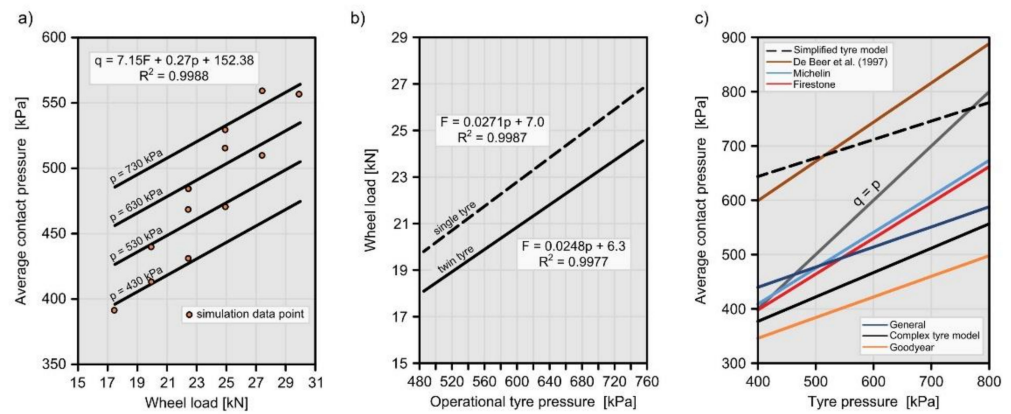 a)
q = 7.15F + 0.27p + 152.38
R² = 0.9988
p = 730 kPa
p = 630 kPa
p = 530 kPa
p = 430 kPa
simulation data point
Average contact pressure [kPa]
600
550
500
450
400
350
15 17 19 21 23 25 27 29 31
Wheel load [kN]
b)
F = 0.0271p + 7.0
R² = 0.9987
single tyre
twin tyre
F = 0.0248p + 6.3
R² = 0.9977
Wheel load [kN]
29
27
25
23
21
19
17
15
480 520 560 600 640 680 720 760
Operational tyre pressure [kPa]
c)
Simplified tyre model
De Beer et al. (1997)
Michelin
Firestone
q = p
General
Complex tyre model
Goodyear
Average contact pressure [kPa]
900
800
700
600
500
400
300
400 500 600 700 800
Tyre pressure [kPa]